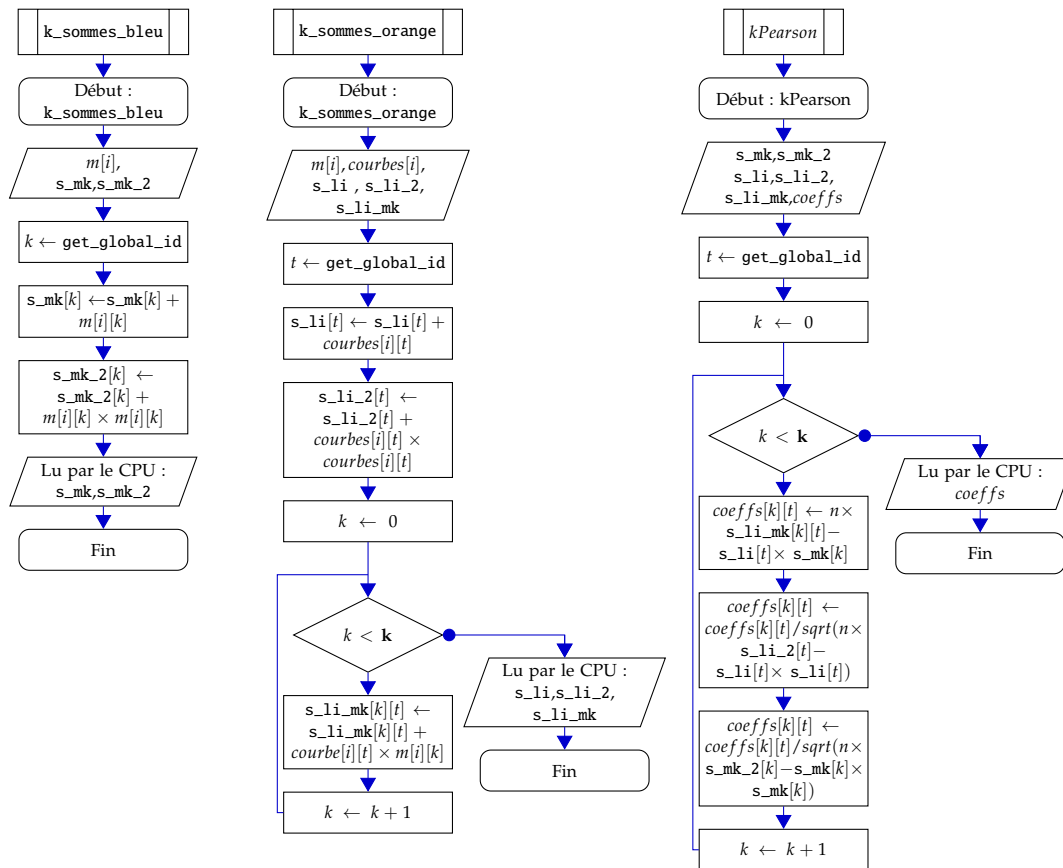 k_sommes_bleu
Début :
k_sommes_bleu
m[i],
s_mk,s_mk_2
k ← get_global_id
s_mk[k] ←s_mk[k] +
m[i][k]
s_mk_2[k] ←
s_mk_2[k] +
m[i][k] × m[i][k]
Lu par le CPU :
s_mk,s_mk_2
Fin
k_sommes_orange
Début :
k_sommes_orange
m[i],courbes[i],
s_li , s_li_2,
s_li_mk
t ← get_global_id
s_li[t] ← s_li[t] +
courbes[i][t]
s_li_2[t] ←
s_li_2[t] +
courbes[i][t] ×
courbes[i][t]
k ← 0
k < k
s_li_mk[k][t] ←
s_li_mk[k][t] +
courbe[i][t] × m[i][k]
k ← k + 1
Lu par le CPU :
s_li,s_li_2,
s_li_mk
Fin
kPearson
Début : kPearson
s_mk,s_mk_2
s_li,s_li_2,
s_li_mk,coeffs
t ← get_global_id
k ← 0
k < k
coeffs[k][t] ← n×
s_li_mk[k][t]−
s_li[t]× s_mk[k]
coeffs[k][t] ←
coeffs[k][t]/sqrt(n×
s_li_2[t]−
s_li[t]× s_li[t])
coeffs[k][t] ←
coeffs[k][t]/sqrt(n×
s_mk_2[k]−s_mk[k]×
s_mk[k])
k ← k + 1
Lu par le CPU :
coeffs
Fin